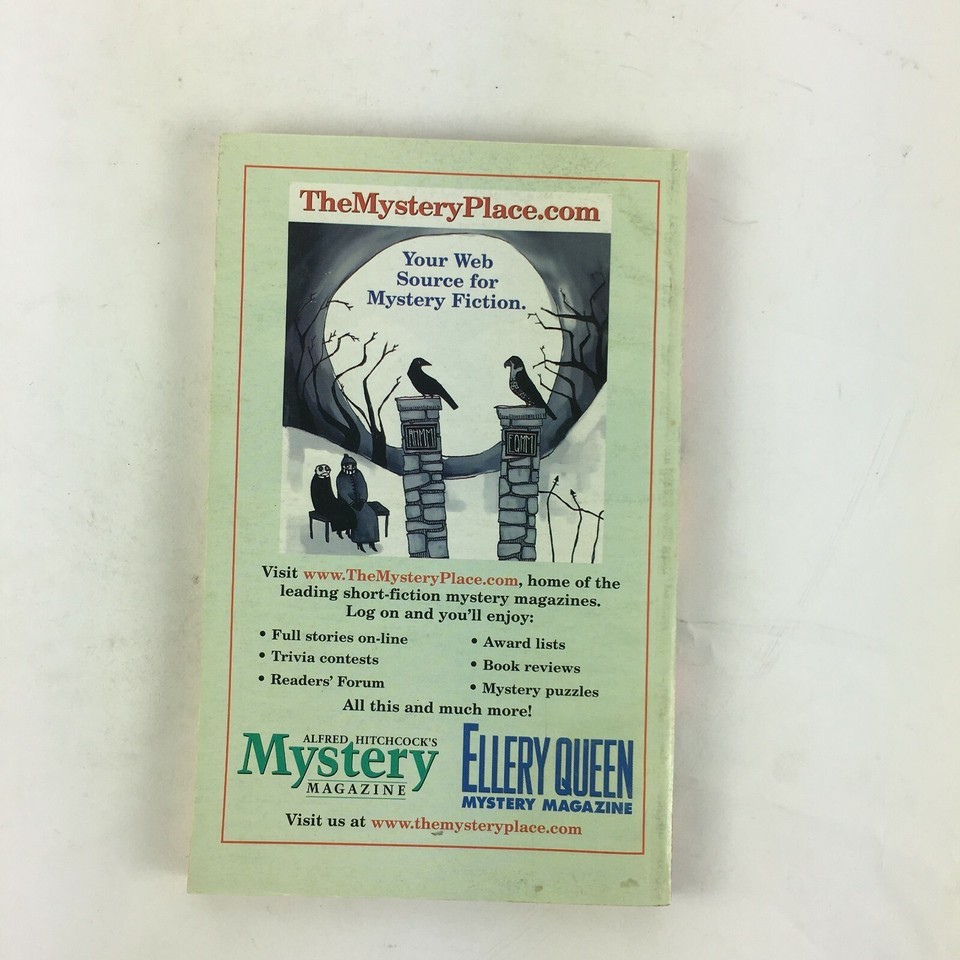 TheMysteryPlace.com
Your Web
Source for
Mystery Fiction.
AHMM
EQMM
Visit www.TheMysteryPlace.com, home of the
leading short-fiction mystery magazines.
Log on and you'll enjoy:
• Full stories on-line
• Trivia contests
• Readers' Forum
• Award lists
• Book reviews
• Mystery puzzles
All this and much more!
ALFRED HITCHCOCK'S
Mystery
MAGAZINE
ELLERY QUEEN
MYSTERY MAGAZINE
Visit us at www.themysteryplace.com